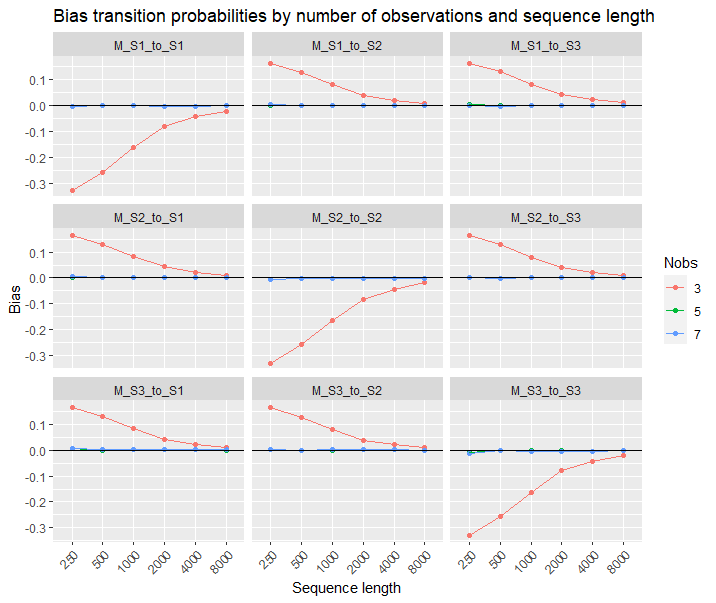 Bias transition probabilities by number of observations and sequence length
M_S1_to_S1 M_S1_to_S2 M_S1_to_S3
0.1
0.0
-0.1
-0.2
-0.3
M_S2_to_S1 M_S2_to_S2 M_S2_to_S3
0.1
0.0
-0.1
-0.2
-0.3
Bias
M_S3_to_S1 M_S3_to_S2 M_S3_to_S3
0.1
0.0
-0.1
-0.2
-0.3
250 500 1000 2000 4000 8000 250 500 1000 2000 4000 8000 250 500 1000 2000 4000 8000
Sequence length
Nobs
3
5
7